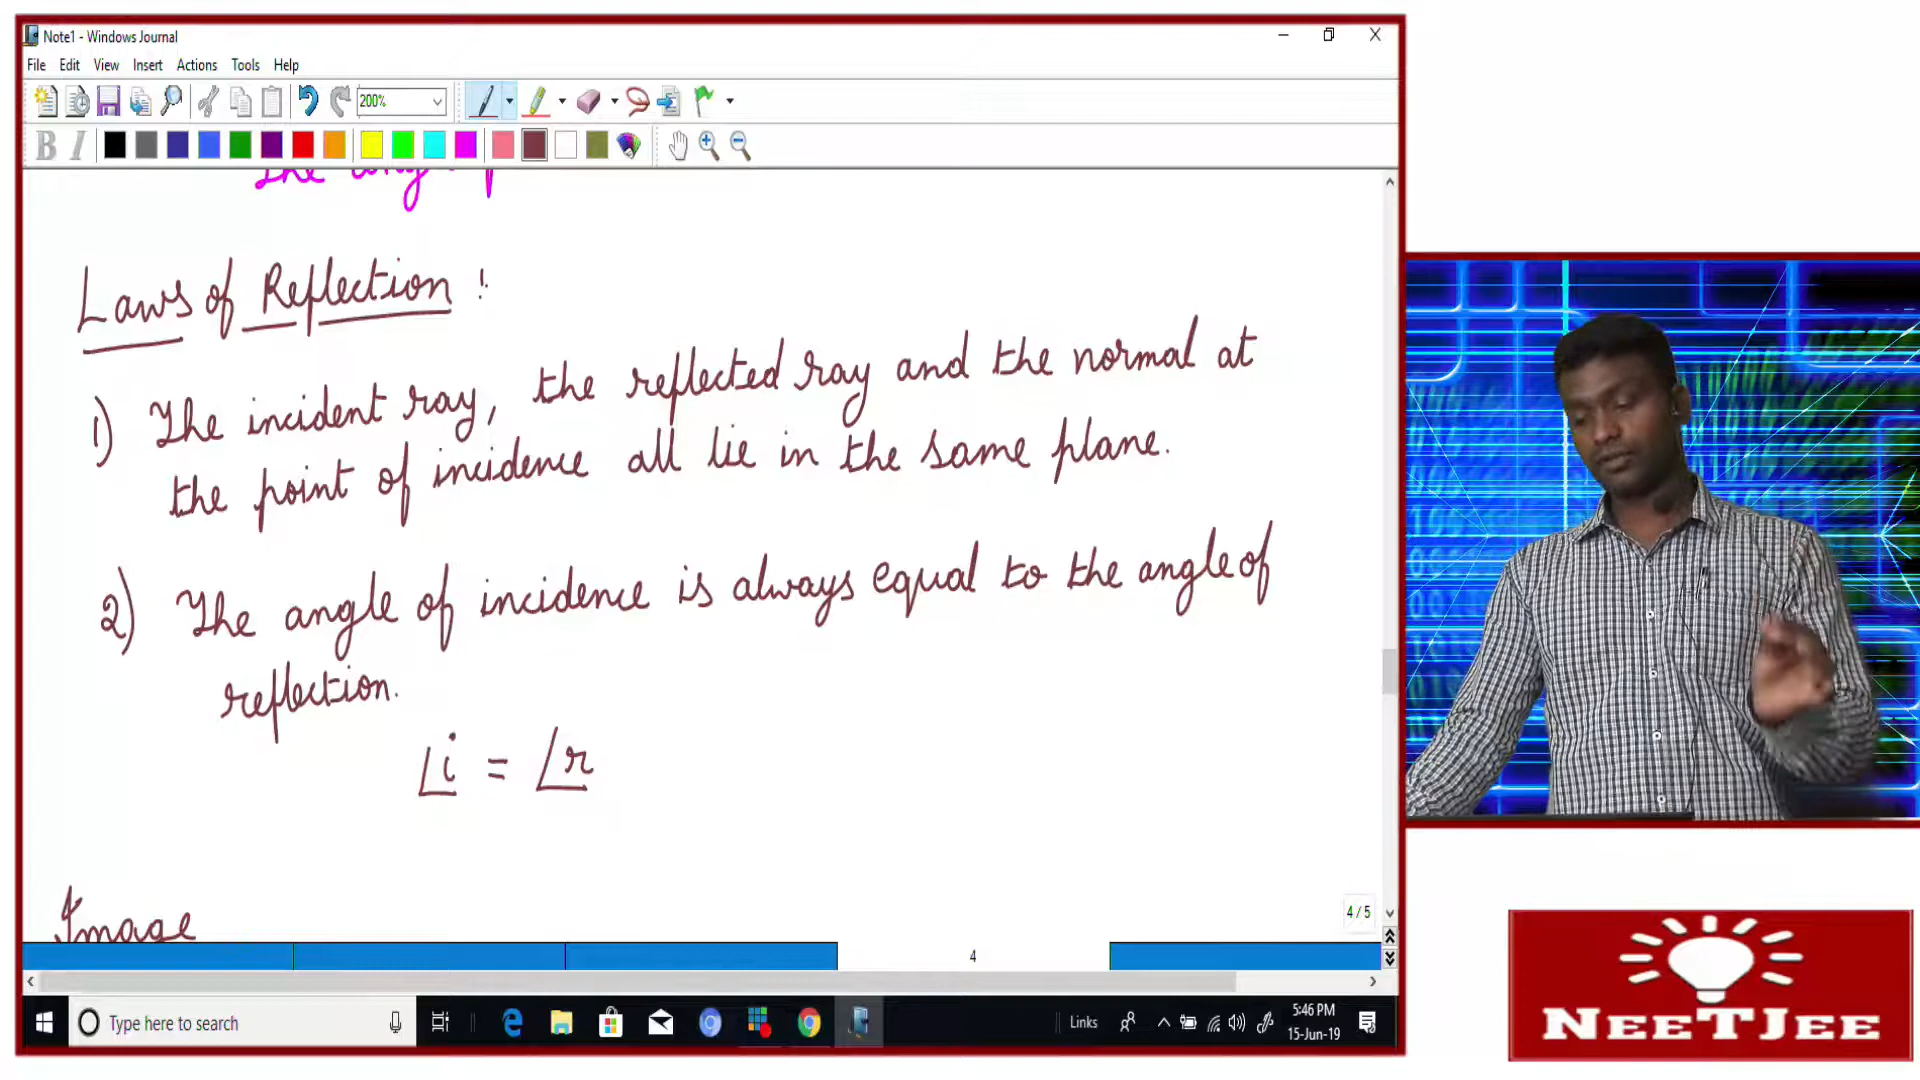 Note1 - Windows Journal
File Edit View Insert Actions Tools Help
200%
B I
Laws of Reflection :
1) The incident ray, the reflected ray and the normal at
the point of incidence all lie in the same plane.
2) The angle of incidence is always equal to the angle of
reflection.
∠i = ∠r
Image
4 / 5
4
Type here to search
Links
5:46 PM
15-Jun-19
NEETJEE